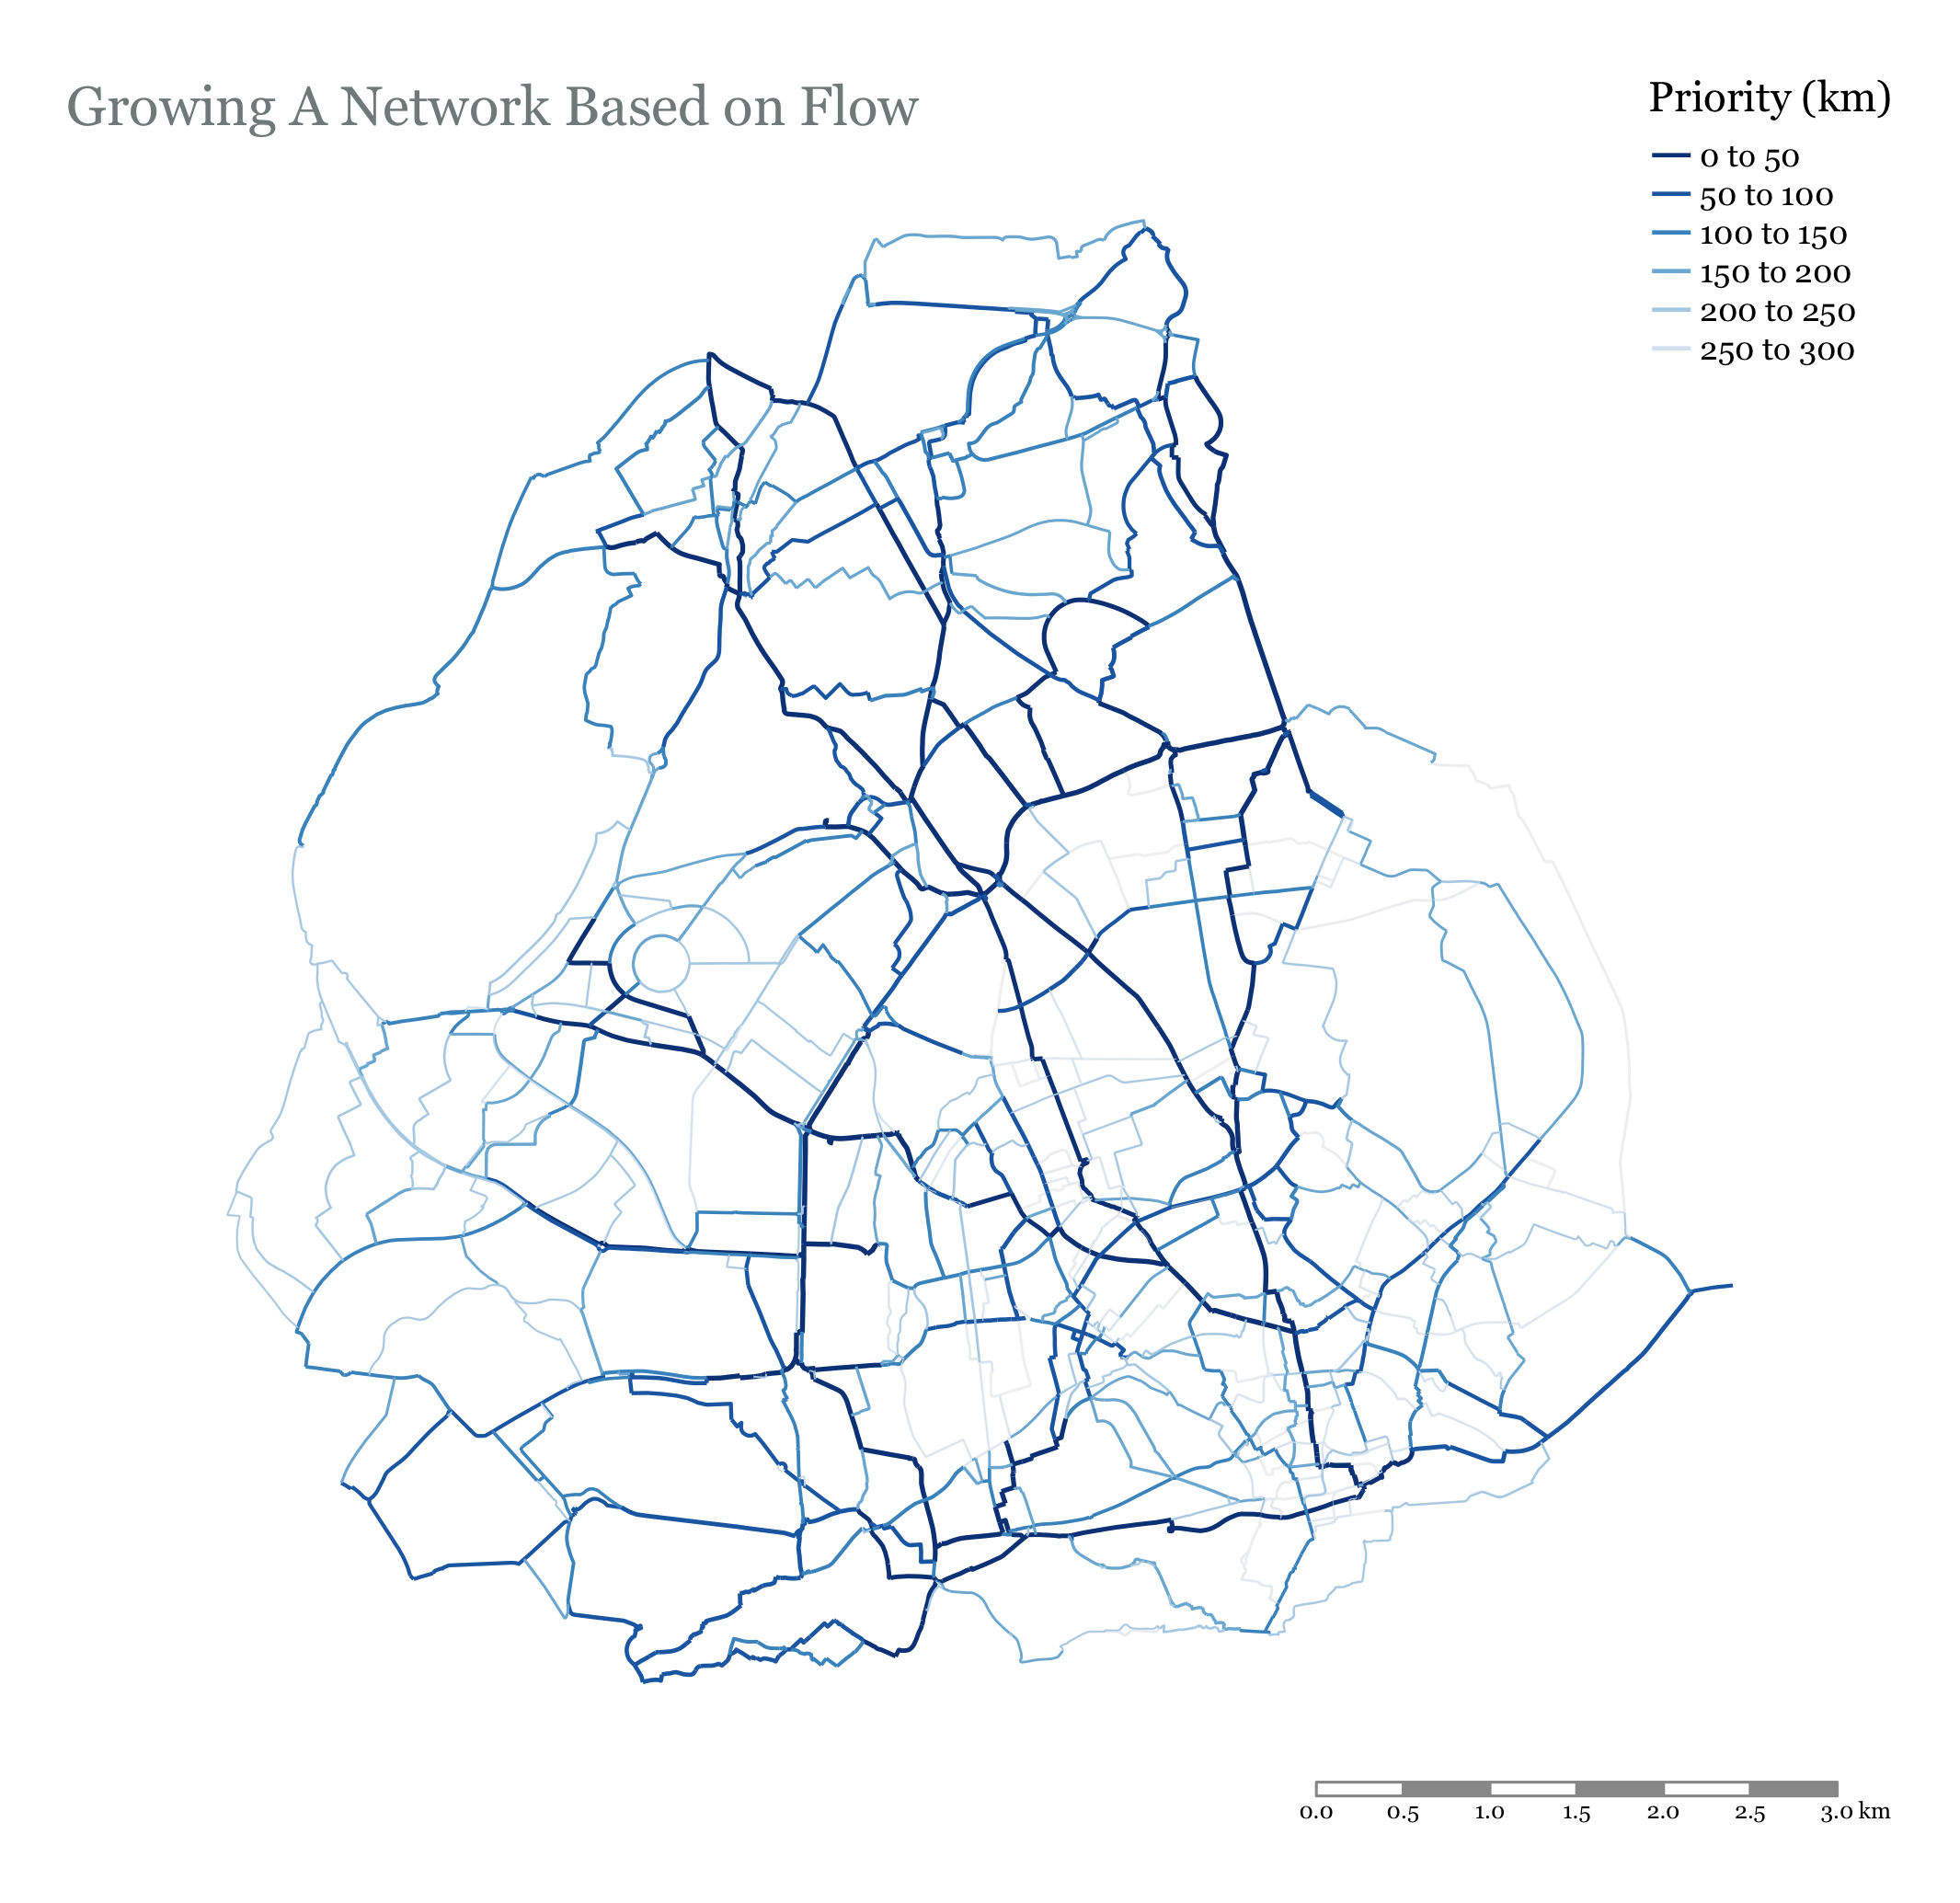 Growing A Network Based on Flow
Priority (km)
0 to 50
50 to 100
100 to 150
150 to 200
200 to 250
250 to 300
0.0 0.5 1.0 1.5 2.0 2.5 3.0 km